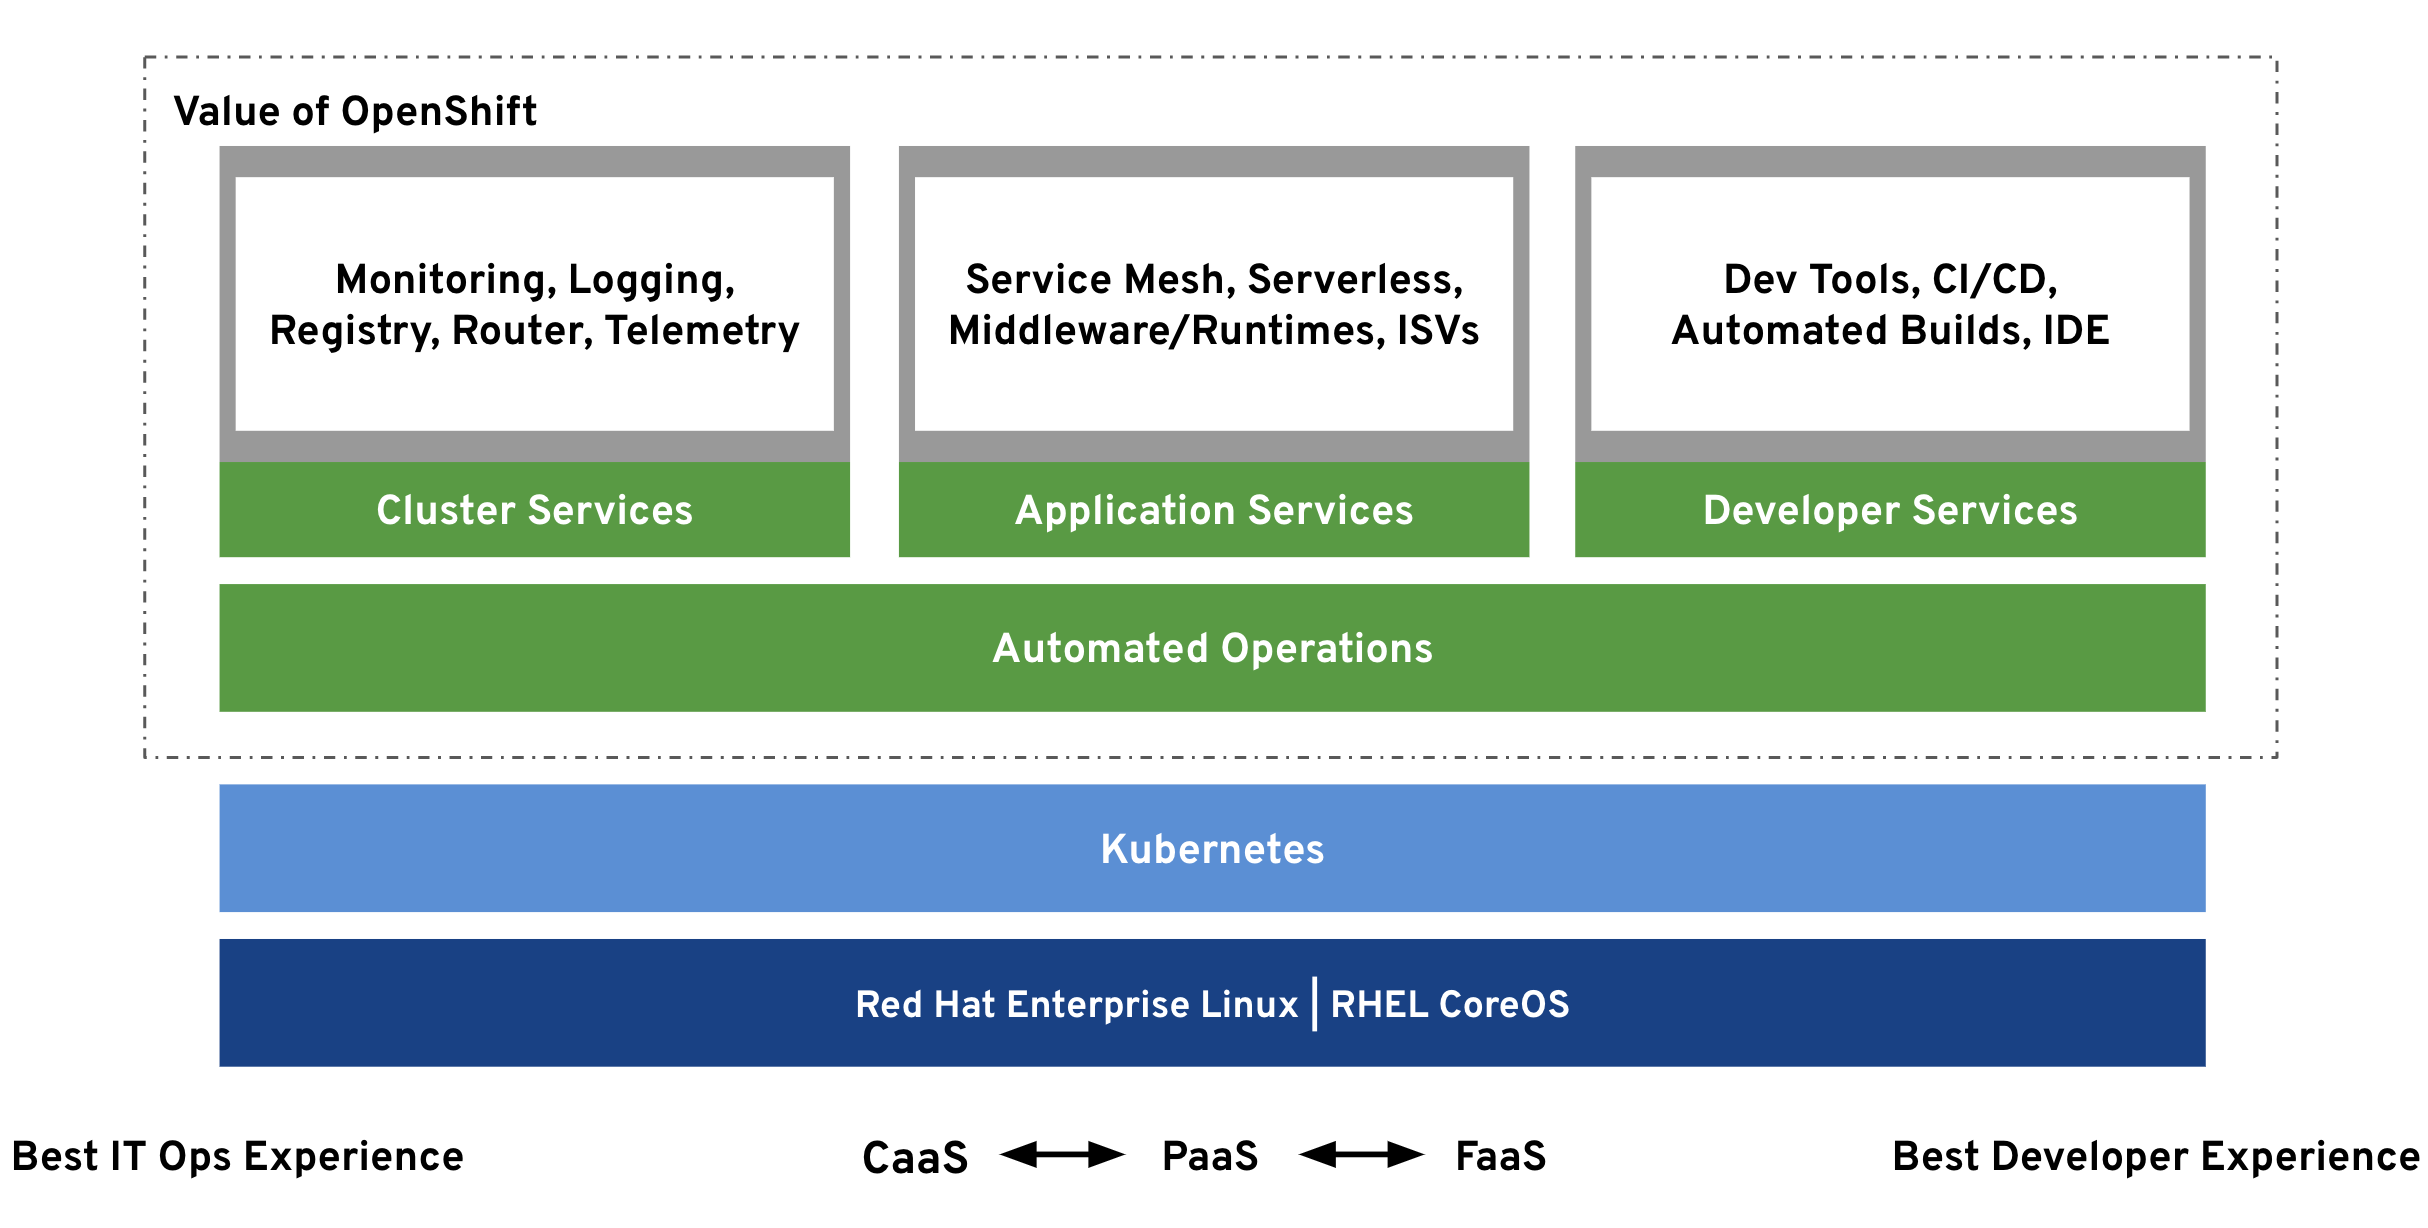 Value of OpenShift
Monitoring, Logging,
Registry, Router, Telemetry
Service Mesh, Serverless,
Middleware/Runtimes, ISVs
Dev Tools, CI/CD,
Automated Builds, IDE
Cluster Services
Application Services
Developer Services
Automated Operations
Kubernetes
Red Hat Enterprise Linux | RHEL CoreOS
Best IT Ops Experience
CaaS
PaaS
FaaS
Best Developer Experience